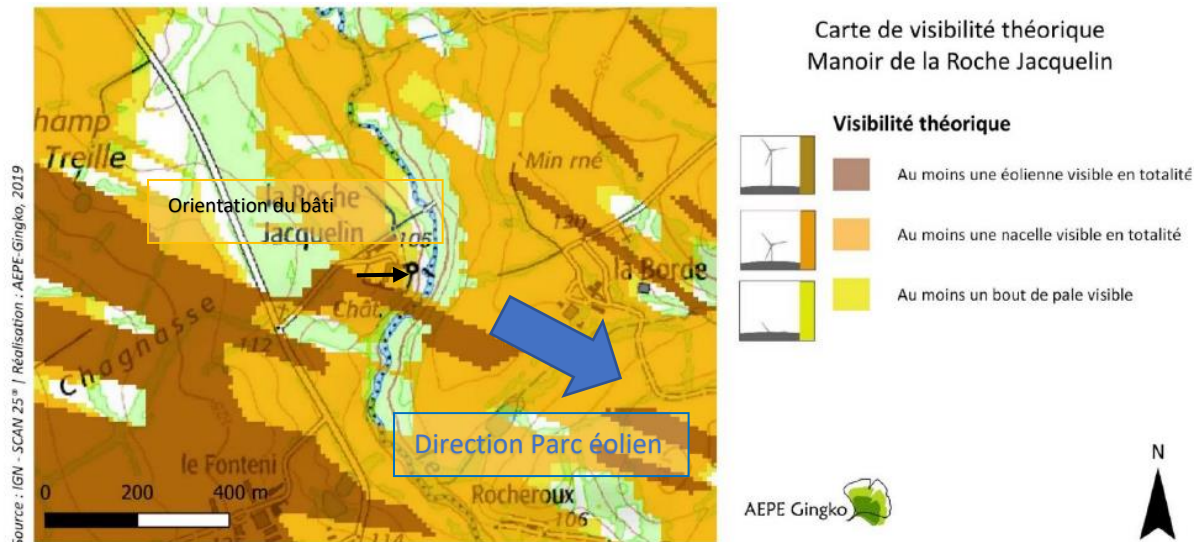 Carte de visibilité théorique
Manoir de la Roche Jacquelin
Visibilité théorique
Au moins une éolienne visible en totalité
Au moins une nacelle visible en totalité
Au moins un bout de pale visible
AEPE Gingko
N
Source : IGN - SCAN 25® | Réalisation : AEPE-Gingko, 2019
hamp
Treille
Min rné
Orientation du bâti
la Roche
Jacquelin
105
130
la Borde
Chât.
112
Chagnasse
Direction Parc éolien
le Fonteni
Rocheroux
106
114
0 200 400 m